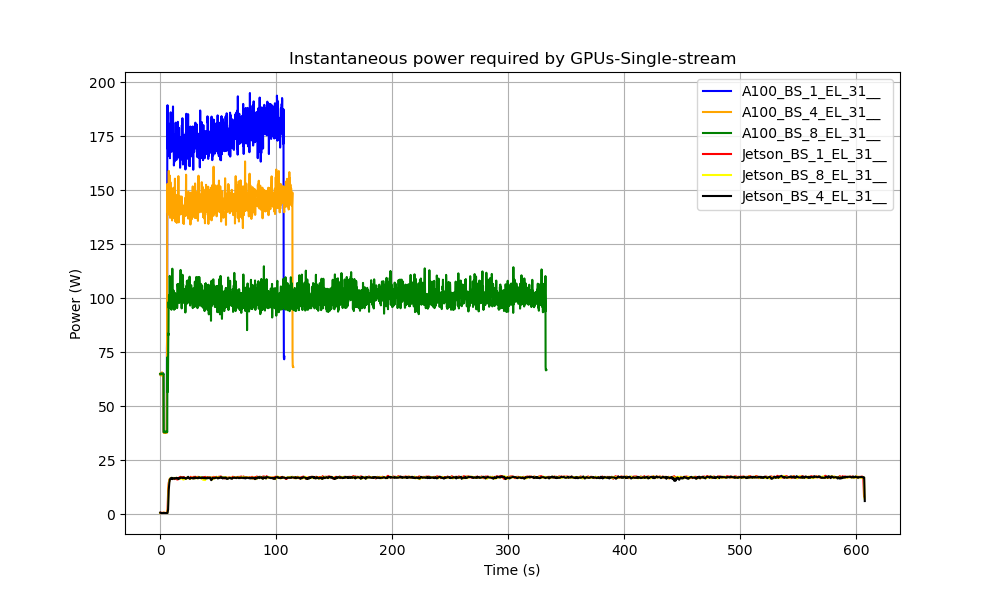 Instantaneous power required by GPUs-Single-stream
A100_BS_1_EL_31__
A100_BS_4_EL_31__
A100_BS_8_EL_31__
Jetson_BS_1_EL_31__
Jetson_BS_8_EL_31__
Jetson_BS_4_EL_31__
Power (W)
200
175
150
125
100
75
50
25
0
0 100 200 300 400 500 600
Time (s)